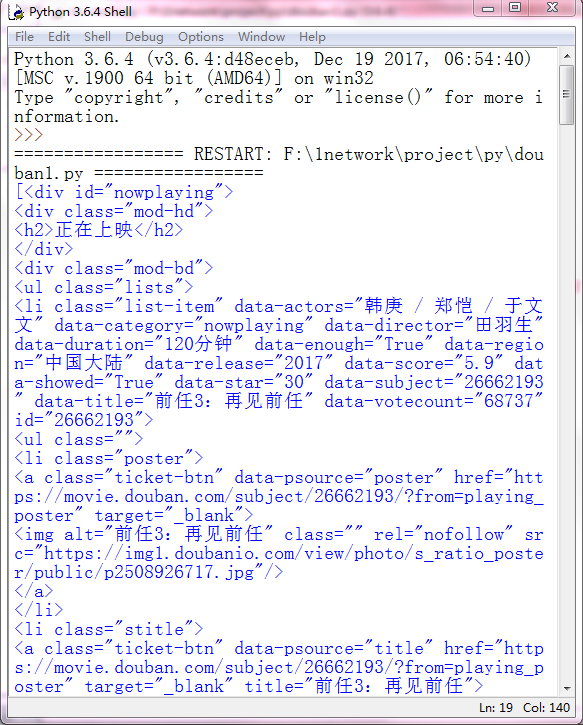 Python 3.6.4 Shell
File Edit Shell Debug Options Window Help
Python 3.6.4 (v3.6.4:d48eceb, Dec 19 2017, 06:54:40)
[MSC v.1900 64 bit (AMD64)] on win32
Type "copyright", "credits" or "license()" for more i
nformation.
>>>
================= RESTART: F:\1network\project\py\dou
ban1.py =================
[<div id="nowplaying">
<div class="mod-hd">
<h2>正在上映</h2>
</div>
<div class="mod-bd">
<ul class="lists">
<li class="list-item" data-actors="韩庚 / 郑恺 / 于文
文" data-category="nowplaying" data-director="田羽生"
data-duration="120分钟" data-enough="True" data-regio
n="中国大陆" data-release="2017" data-score="5.9" dat
a-showed="True" data-star="30" data-subject="26662193
" data-title="前任3：再见前任" data-votecount="68737"
id="26662193">
<ul class="">
<li class="poster">
<a class="ticket-btn" data-psource="poster" href="htt
ps://movie.douban.com/subject/26662193/?from=playing_
poster" target="_blank">
<img alt="前任3：再见前任" class="" rel="nofollow" sr
c="https://img1.doubanio.com/view/photo/s_ratio_poste
r/public/p2508926717.jpg"/>
</a>
</li>
<li class="stitle">
<a class="ticket-btn" data-psource="title" href="http
s://movie.douban.com/subject/26662193/?from=playing_p
oster" target="_blank" title="前任3：再见前任">
Ln: 19 Col: 140